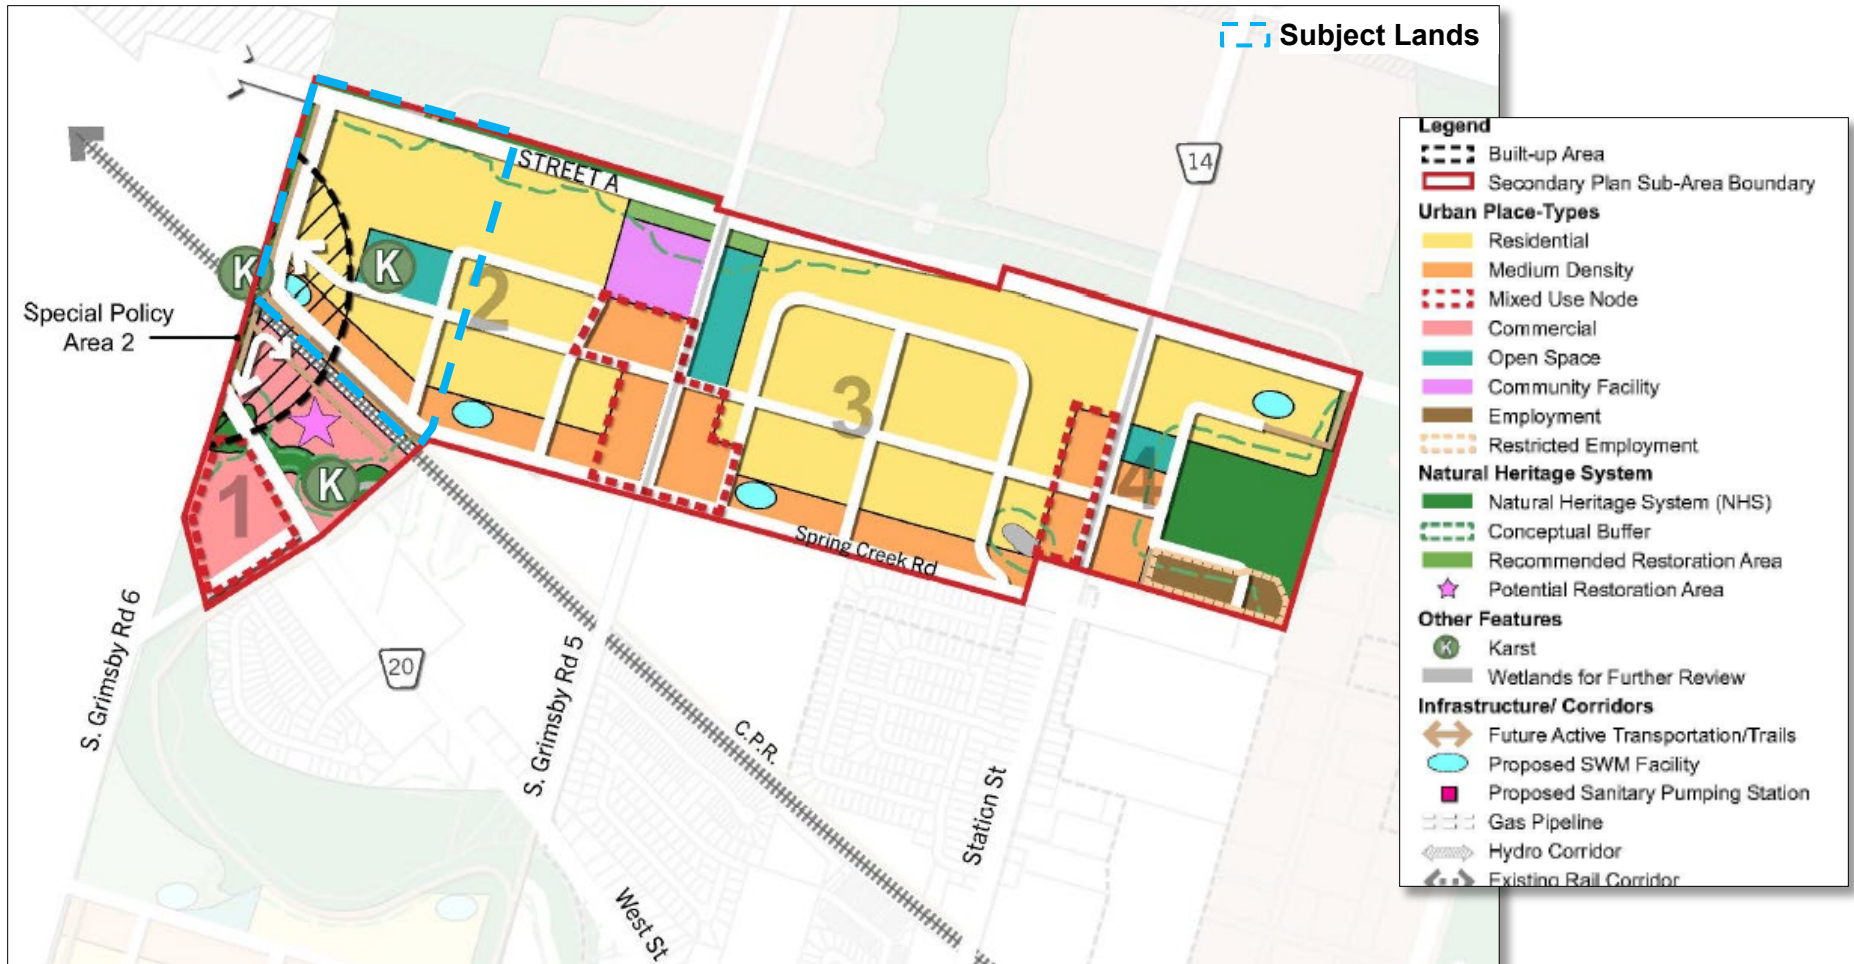 Subject Lands
STREET A
14
K
K
Special Policy
Area 2
2
3
4
K
1
Spring Creek Rd
S. Grimsby Rd 6
20
S. Grimsby Rd 5
C.P.R.
Station St
West St
Legend
Built-up Area
Secondary Plan Sub-Area Boundary
Urban Place-Types
Residential
Medium Density
Mixed Use Node
Commercial
Open Space
Community Facility
Employment
Restricted Employment
Natural Heritage System
Natural Heritage System (NHS)
Conceptual Buffer
Recommended Restoration Area
Potential Restoration Area
Other Features
K Karst
Wetlands for Further Review
Infrastructure/ Corridors
Future Active Transportation/Trails
Proposed SWM Facility
Proposed Sanitary Pumping Station
Gas Pipeline
Hydro Corridor
Existing Rail Corridor